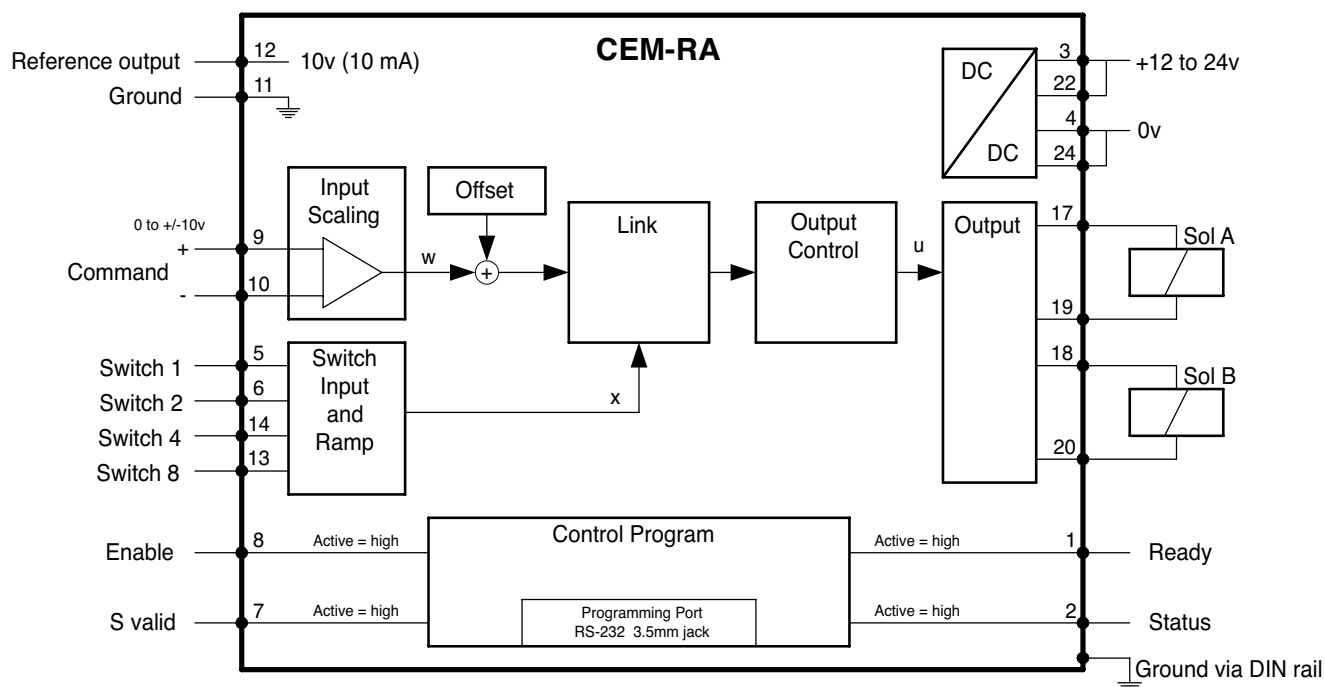 CEM-RA
Reference output
12
10v (10 mA)
Ground
11
DC
DC
3
22
4
24
+12 to 24v
0v
Input
Scaling
Offset
Link
Output
Control
Output
0 to +/-10v
+
Command
-
9
10
w
+
u
17
Sol A
19
18
Sol B
20
Switch 1
5
Switch 2
6
Switch 4
14
Switch 8
13
Switch
Input
and
Ramp
x
Control Program
Enable
8
Active = high
Active = high
1
Ready
S valid
7
Active = high
Programming Port
RS-232 3.5mm jack
Active = high
2
Status
Ground via DIN rail